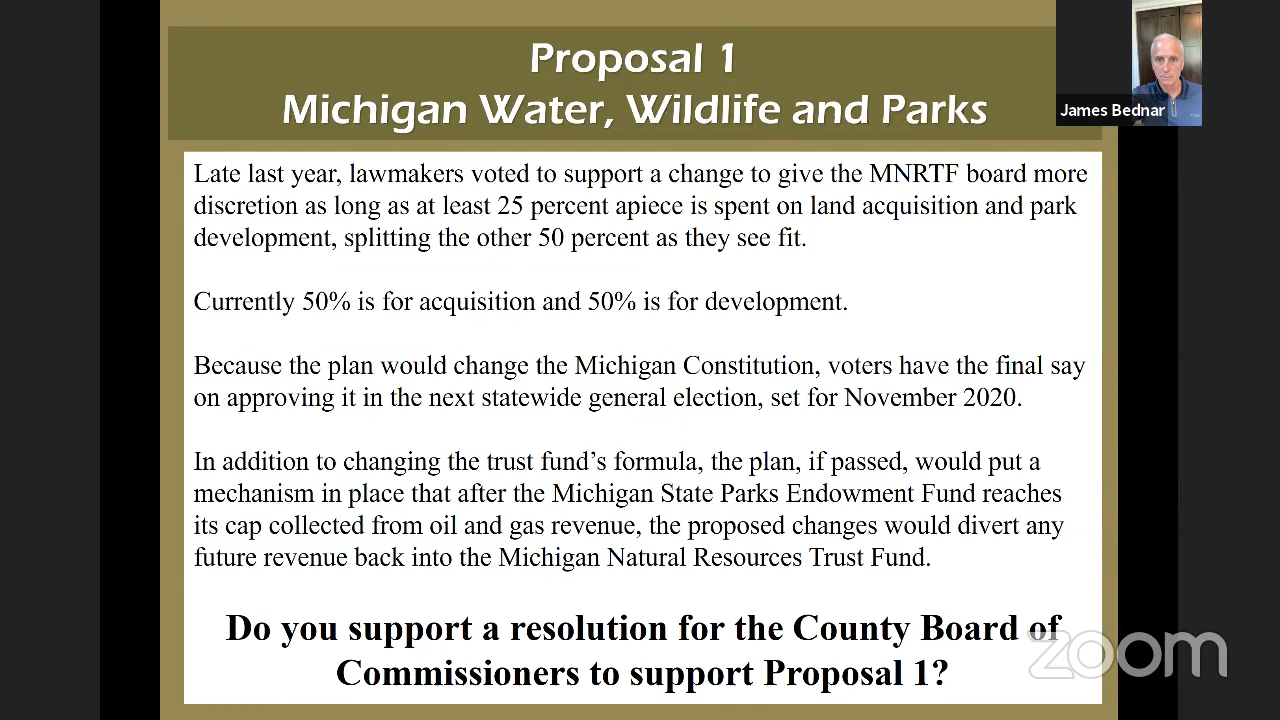 Proposal 1
Michigan Water, Wildlife and Parks
James Bednar
Late last year, lawmakers voted to support a change to give the MNRTF board more
discretion as long as at least 25 percent apiece is spent on land acquisition and park
development, splitting the other 50 percent as they see fit.
Currently 50% is for acquisition and 50% is for development.
Because the plan would change the Michigan Constitution, voters have the final say
on approving it in the next statewide general election, set for November 2020.
In addition to changing the trust fund’s formula, the plan, if passed, would put a
mechanism in place that after the Michigan State Parks Endowment Fund reaches
its cap collected from oil and gas revenue, the proposed changes would divert any
future revenue back into the Michigan Natural Resources Trust Fund.
Do you support a resolution for the County Board of
Commissioners to support Proposal 1?
zoom